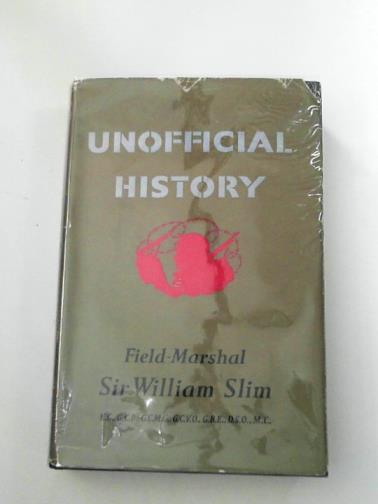 UNOFFICIAL
HISTORY
Field-Marshal
Sir William Slim
K.G., G.C.B., G.C.M.G., G.C.V.O., G.B.E., D.S.O., M.C.